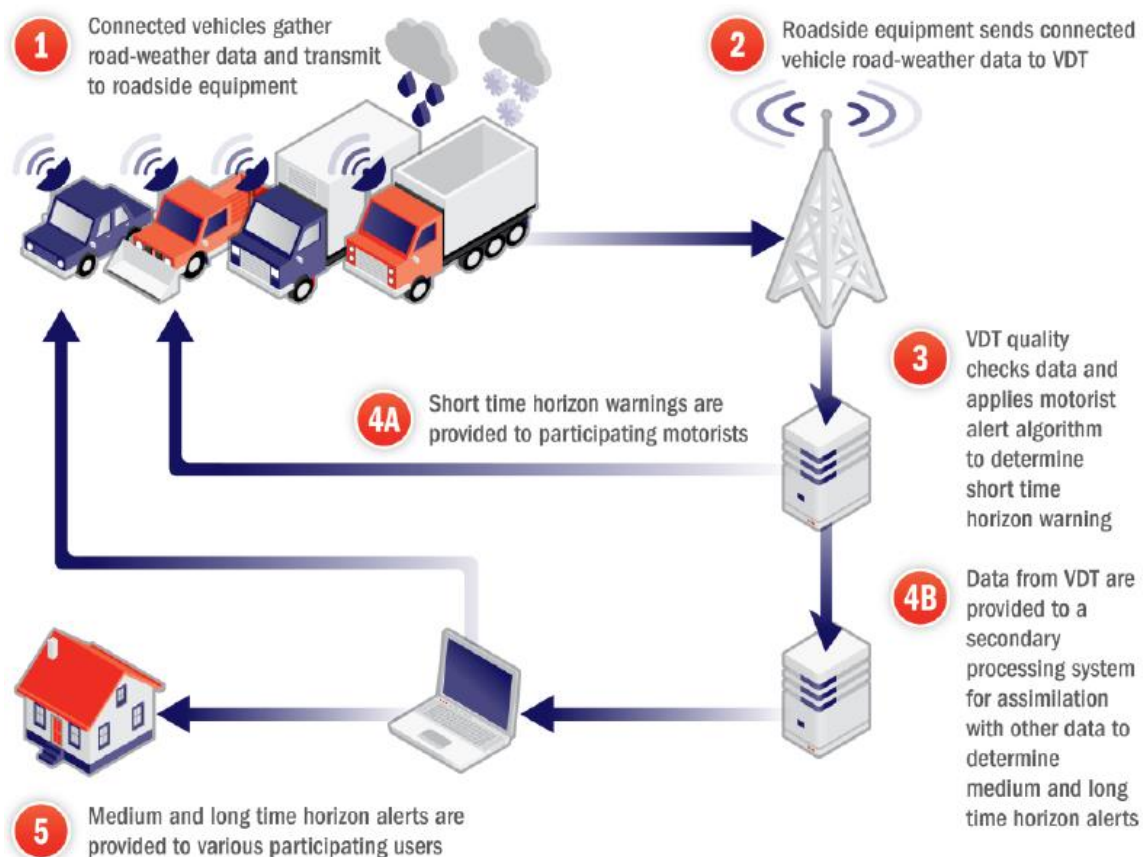 1
Connected vehicles gather
road-weather data and transmit
to roadside equipment
2
Roadside equipment sends connected
vehicle road-weather data to VDT
3
VDT quality
checks data and
applies motorist
alert algorithm
to determine
short time
horizon warning
4A
Short time horizon warnings are
provided to participating motorists
4B
Data from VDT are
provided to a
secondary
processing system
for assimilation
with other data to
determine
medium and long
time horizon alerts
5
Medium and long time horizon alerts are
provided to various participating users